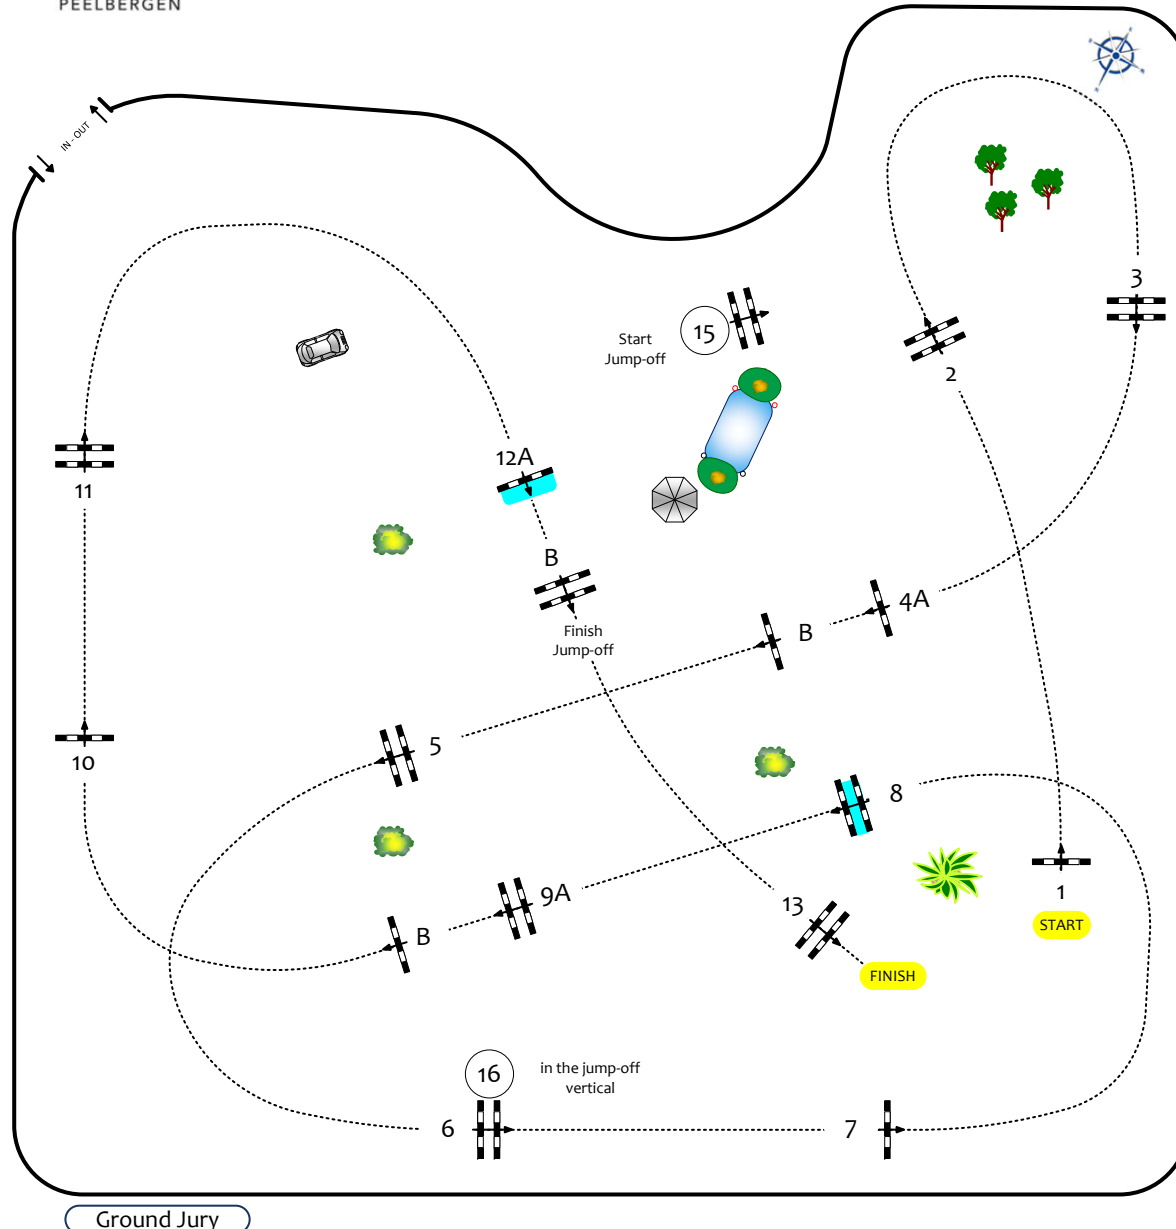 PEELBERGEN
IN - OUT
3
15
Start
Jump-off
2
12A
11
B
4A
B
Finish
Jump-off
5
10
8
9A
13
1
B
START
FINISH
16
in the jump-off
vertical
6
7
Ground Jury